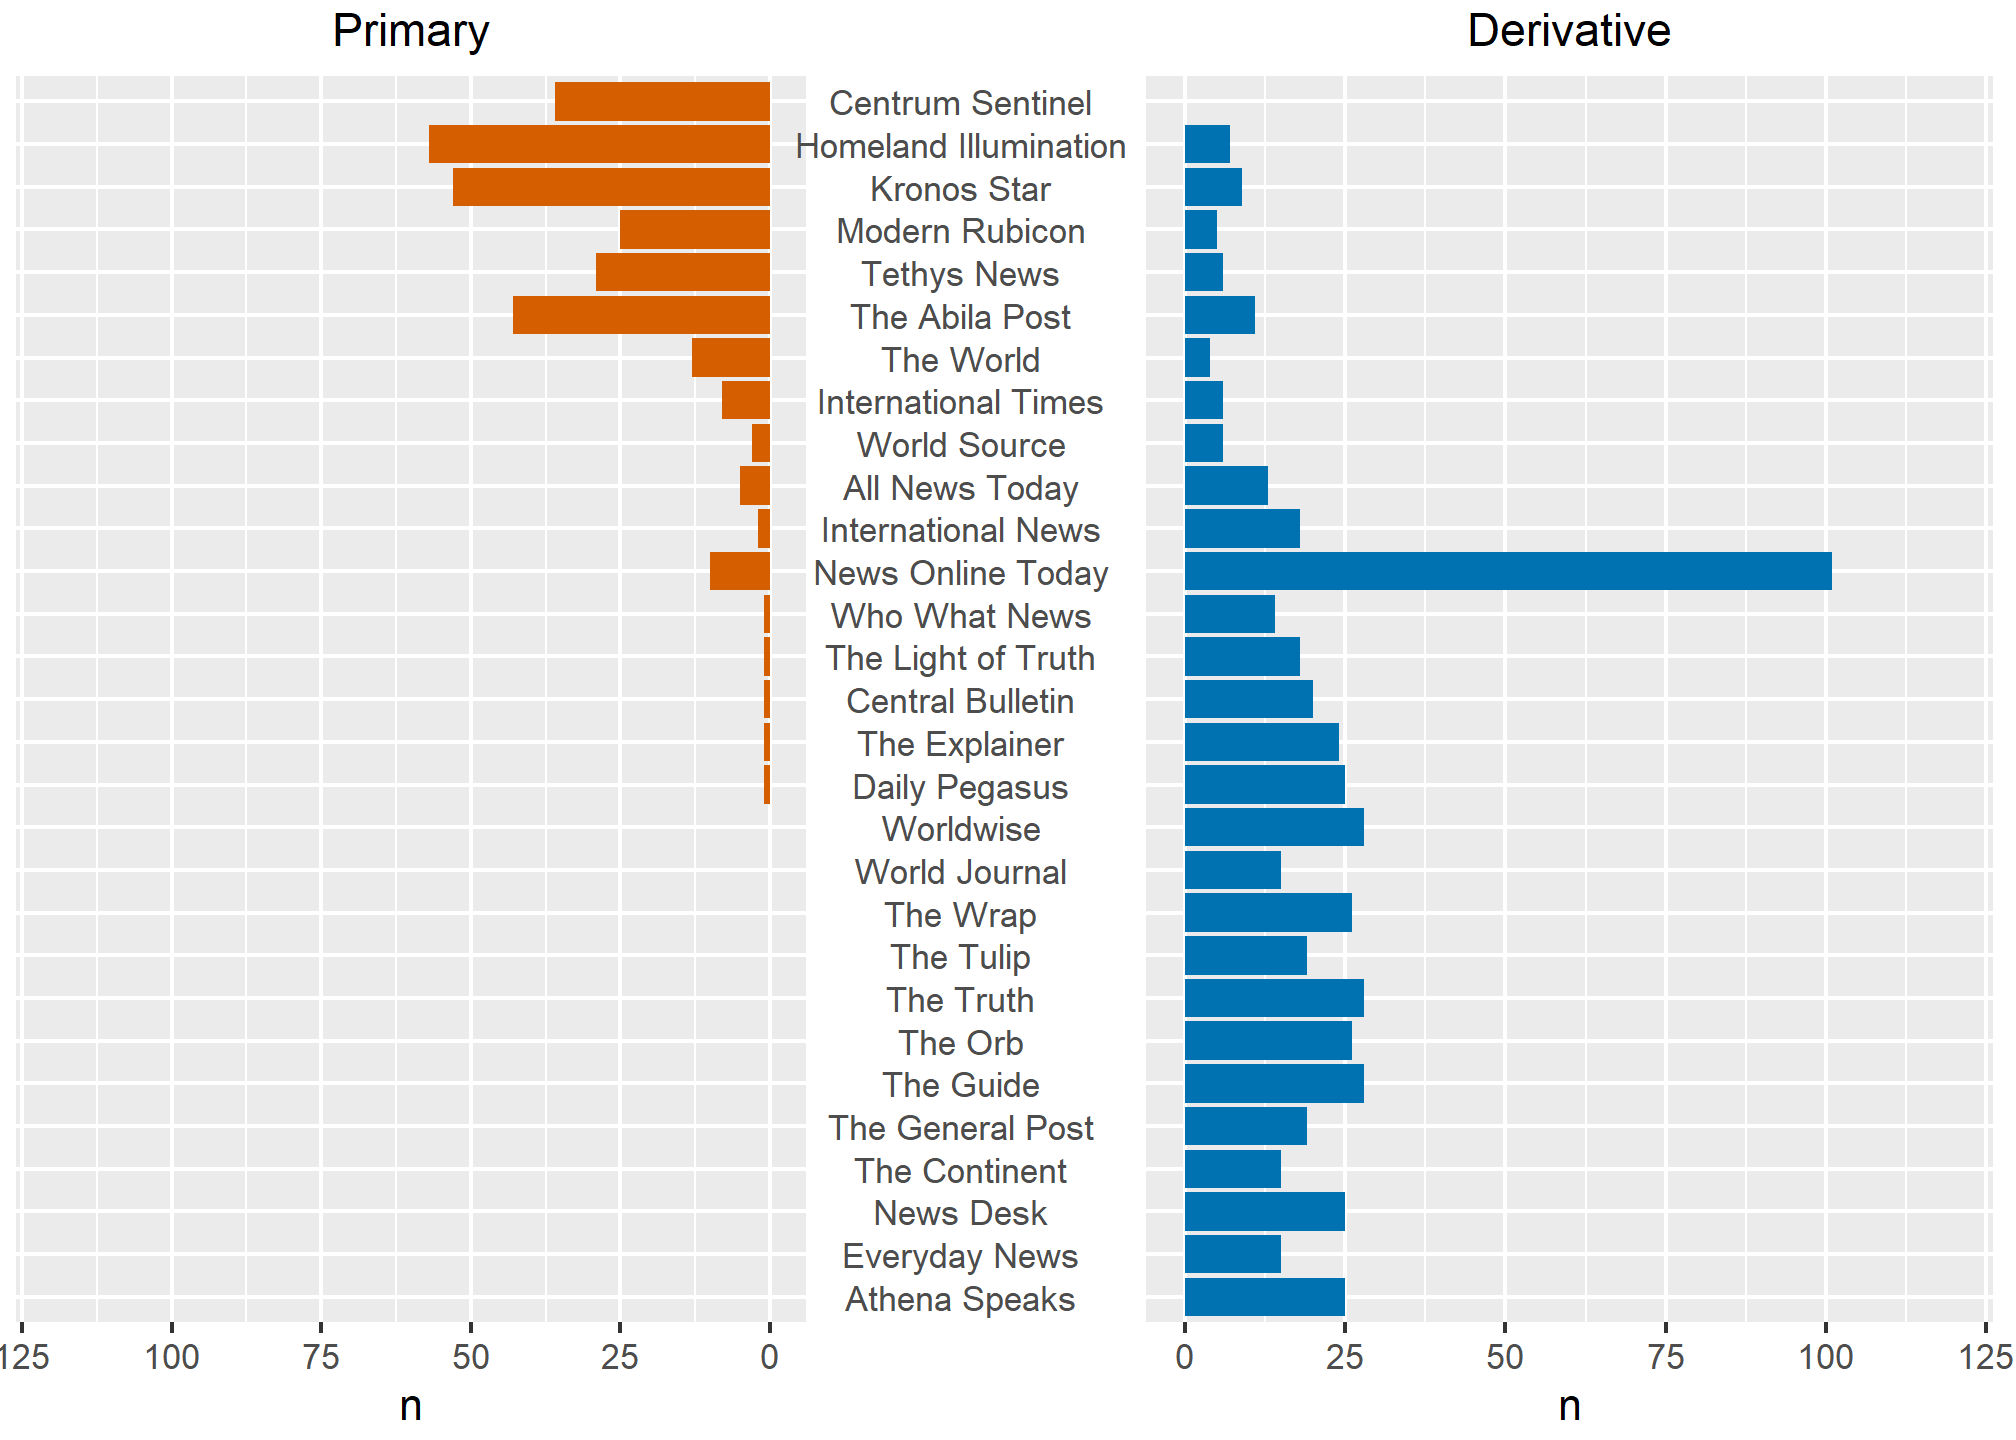 Primary
Derivative
Centrum Sentinel
Homeland Illumination
Kronos Star
Modern Rubicon
Tethys News
The Abila Post
The World
International Times
World Source
All News Today
International News
News Online Today
Who What News
The Light of Truth
Central Bulletin
The Explainer
Daily Pegasus
Worldwise
World Journal
The Wrap
The Tulip
The Truth
The Orb
The Guide
The General Post
The Continent
News Desk
Everyday News
Athena Speaks
125 100 75 50 25 0
0 25 50 75 100 125
n
n